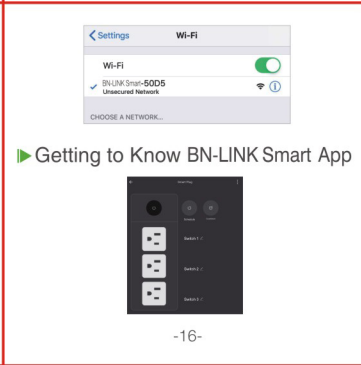 Settings
Wi-Fi
Wi-Fi
BN-LINK Smart-50D5
Unsecured Network
CHOOSE A NETWORK...
Getting to Know BN-LINK Smart App
Switch 1
Switch 2
Switch 3
-16-